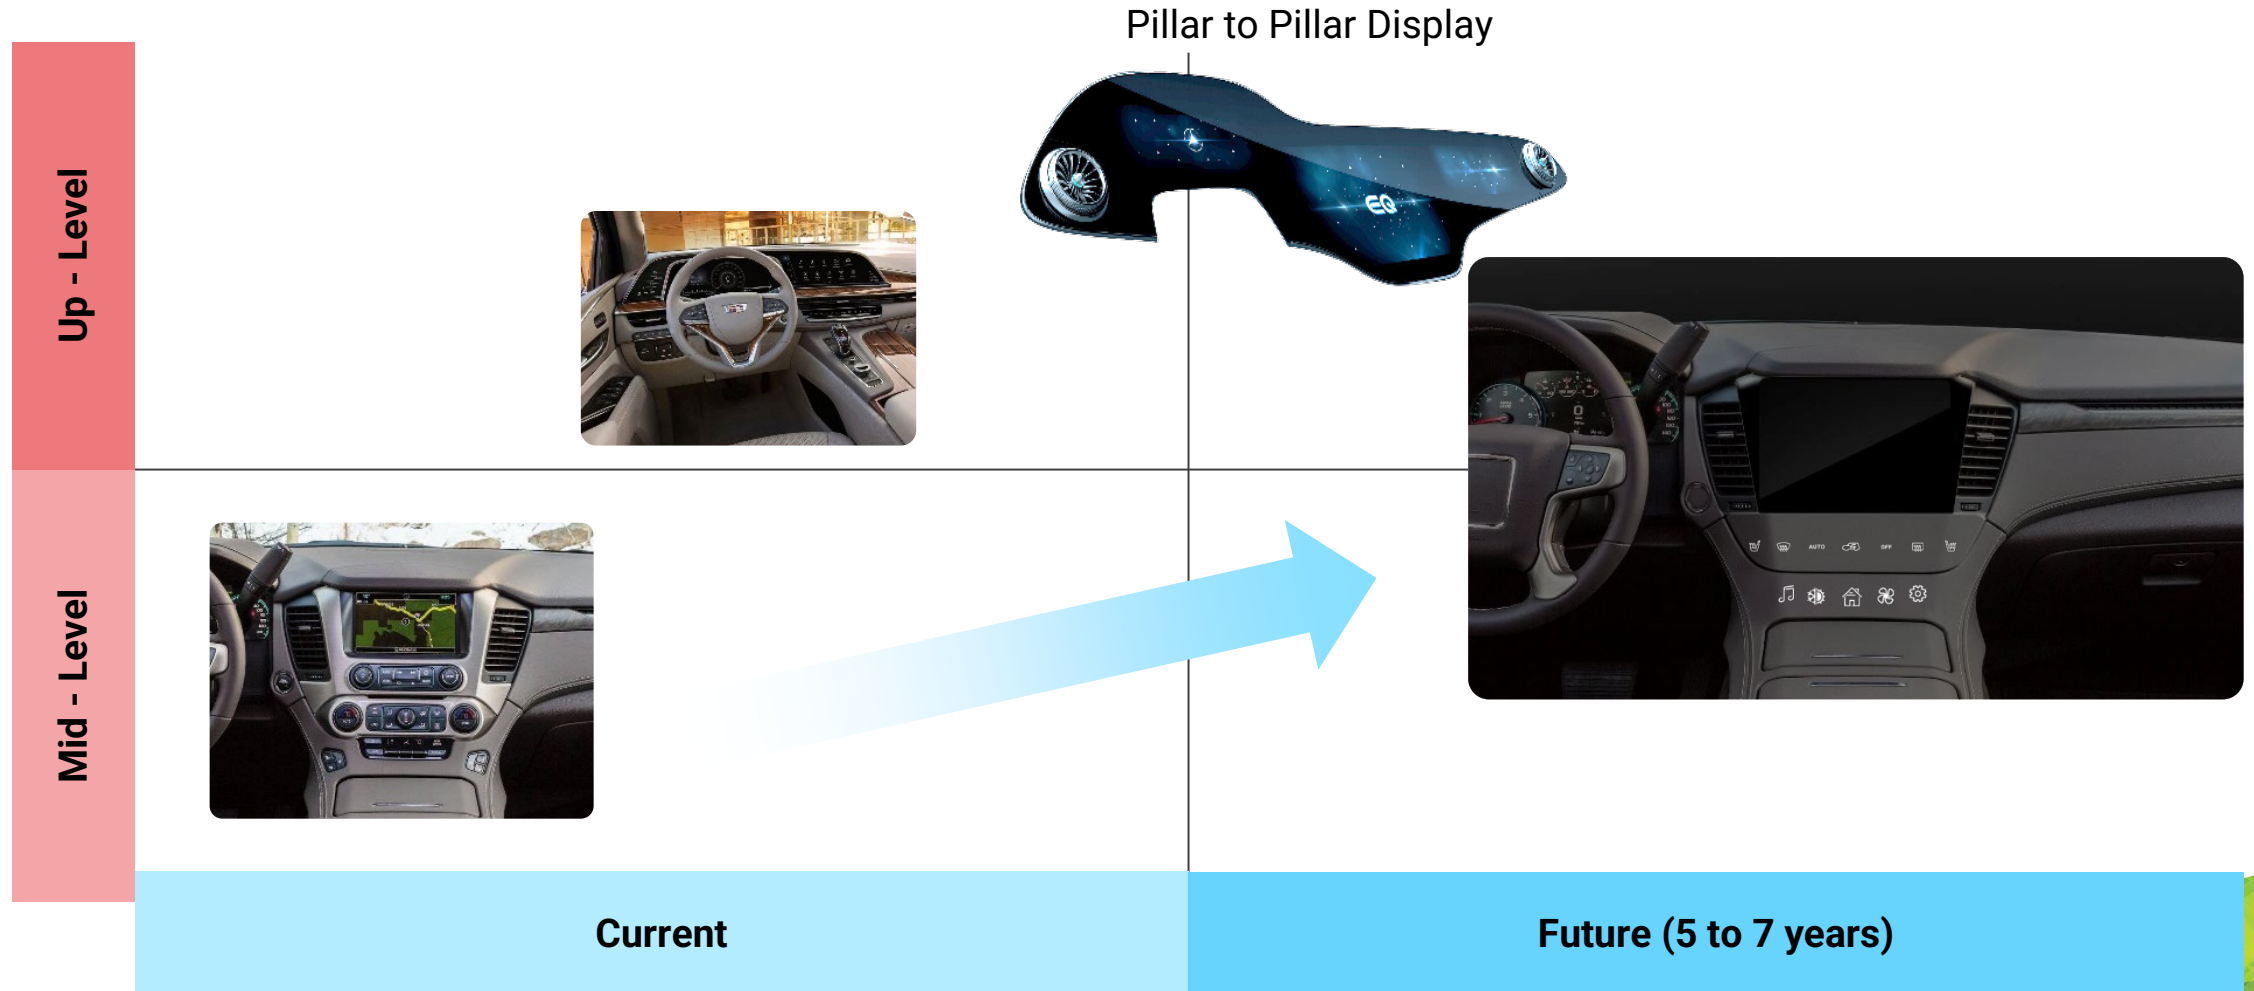 Pillar to Pillar Display
Up - Level
EQ
Mid - Level
AUTO
OFF
Current
Future (5 to 7 years)